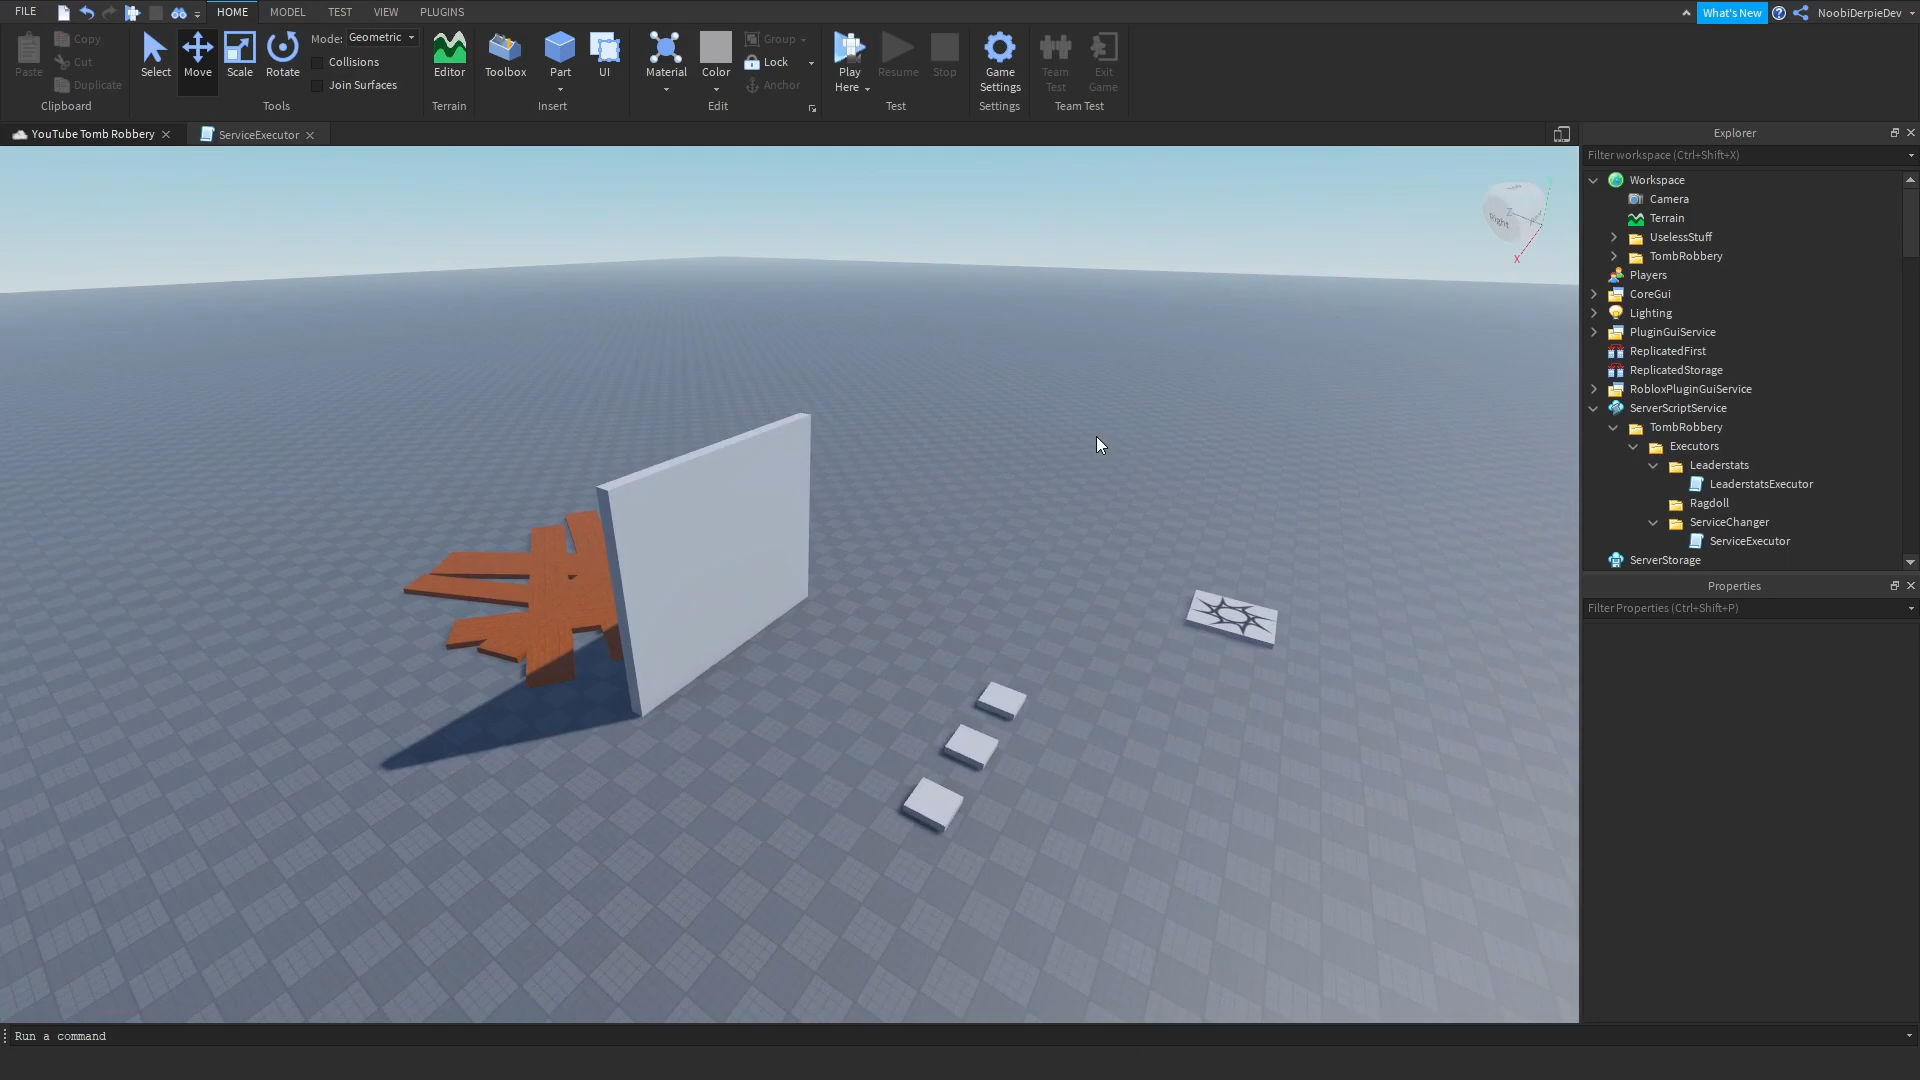 FILE
HOME MODEL TEST VIEW PLUGINS
What's New
NoobiDerpieDev
Paste
Copy
Cut
Duplicate
Clipboard
Select
Move
Scale
Rotate
Mode: Geometric
Collisions
Join Surfaces
Tools
Editor
Terrain
Toolbox
Part
UI
Insert
Material
Color
Group
Lock
Anchor
Edit
Play
Here
Resume
Stop
Test
Game
Settings
Settings
Team
Test
Exit
Game
Team Test
YouTube Tomb Robbery
ServiceExecutor
Right
Z
X
Explorer
Filter workspace (Ctrl+Shift+X)
Workspace
Camera
Terrain
UselessStuff
TombRobbery
Players
CoreGui
Lighting
PluginGuiService
ReplicatedFirst
ReplicatedStorage
RobloxPluginGuiService
ServerScriptService
TombRobbery
Executors
Leaderstats
LeaderstatsExecutor
Ragdoll
ServiceChanger
ServiceExecutor
ServerStorage
Properties
Filter Properties (Ctrl+Shift+P)
Run a command